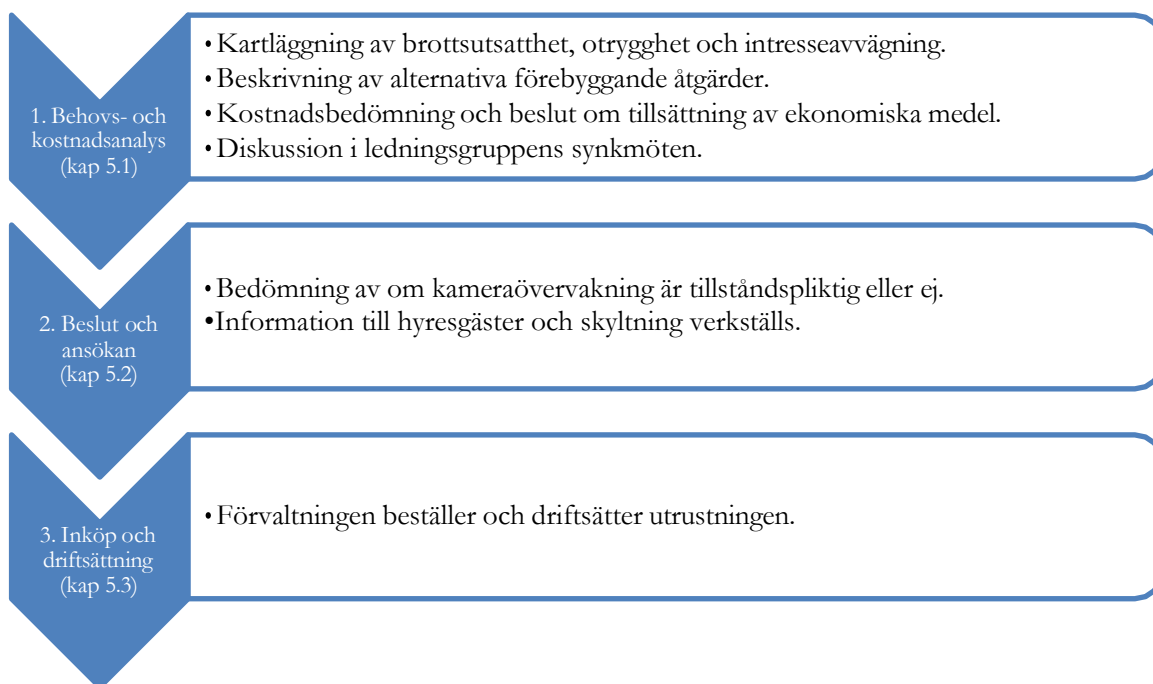 1. Behovs- och
kostnadsanalys
(kap 5.1)
• Kartläggning av brottsutsatthet, otrygghet och intresseavvägning.
• Beskrivning av alternativa förebyggande åtgärder.
• Kostnadsbedömning och beslut om tillsättning av ekonomiska medel.
• Diskussion i ledningsgruppens synkmöten.
2. Beslut och
ansökan
(kap 5.2)
• Bedömning av om kameraövervakning är tillståndspliktig eller ej.
•Information till hyresgäster och skyltning verkställs.
3. Inköp och
driftsättning
(kap 5.3)
• Förvaltningen beställer och driftsätter utrustningen.